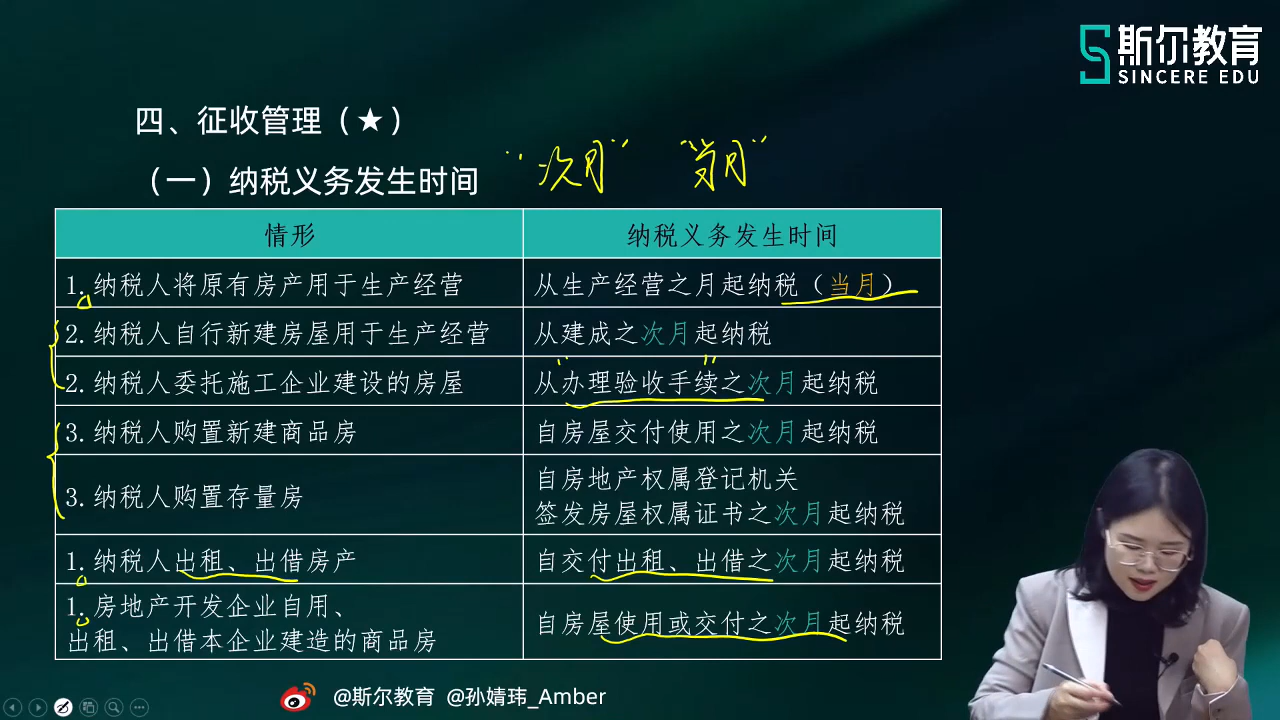 斯尔教育
SINCERE EDU
四、征收管理（★）
（一）纳税义务发生时间
“次月” “当月”
情形 纳税义务发生时间
1.纳税人将原有房产用于生产经营 从生产经营之月起纳税（当月）
2.纳税人自行新建房屋用于生产经营 从建成之次月起纳税
2.纳税人委托施工企业建设的房屋 从办理验收手续之次月起纳税
3.纳税人购置新建商品房 自房屋交付使用之次月起纳税
3.纳税人购置存量房 自房地产权属登记机关
签发房屋权属证书之次月起纳税
1.纳税人出租、出借房产 自交付出租、出借之次月起纳税
1.房地产开发企业自用、
出租、出借本企业建造的商品房 自房屋使用或交付之次月起纳税
@斯尔教育 @孙婧玮_Amber